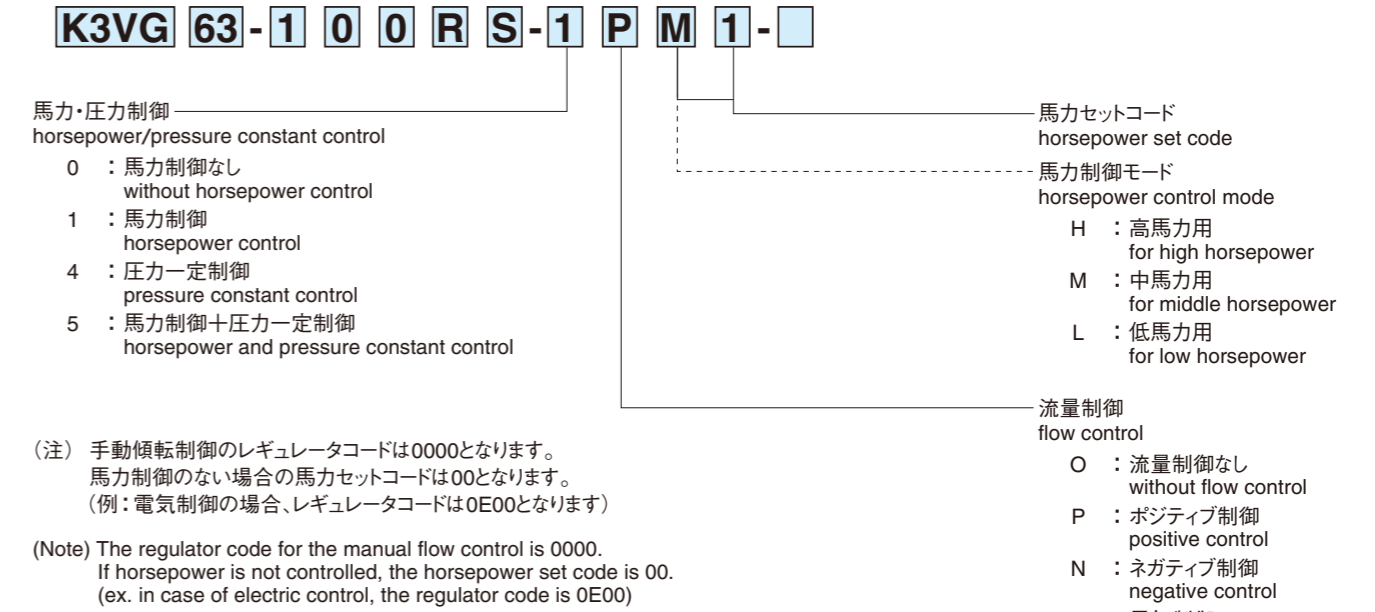 K3VG 63-1 0 0 R S-1 P M 1-
馬力・圧力制御
horsepower/pressure constant control
0 ：馬力制御なし
without horsepower control
1 ：馬力制御
horsepower control
4 ：圧力一定制御
pressure constant control
5 ：馬力制御＋圧力一定制御
horsepower and pressure constant control
（注） 手動傾転制御のレギュレータコードは0000となります。
馬力制御のない場合の馬力セットコードは00となります。
（例：電気制御の場合、レギュレータコードは0E00となります）
(Note) The regulator code for the manual flow control is 0000.
If horsepower is not controlled, the horsepower set code is 00.
(ex. in case of electric control, the regulator code is 0E00)
馬力セットコード
horsepower set code
馬力制御モード
horsepower control mode
H ：高馬力用
for high horsepower
M ：中馬力用
for middle horsepower
L ：低馬力用
for low horsepower
流量制御
flow control
O ：流量制御なし
without flow control
P ：ポジティブ制御
positive control
N ：ネガティブ制御
negative control